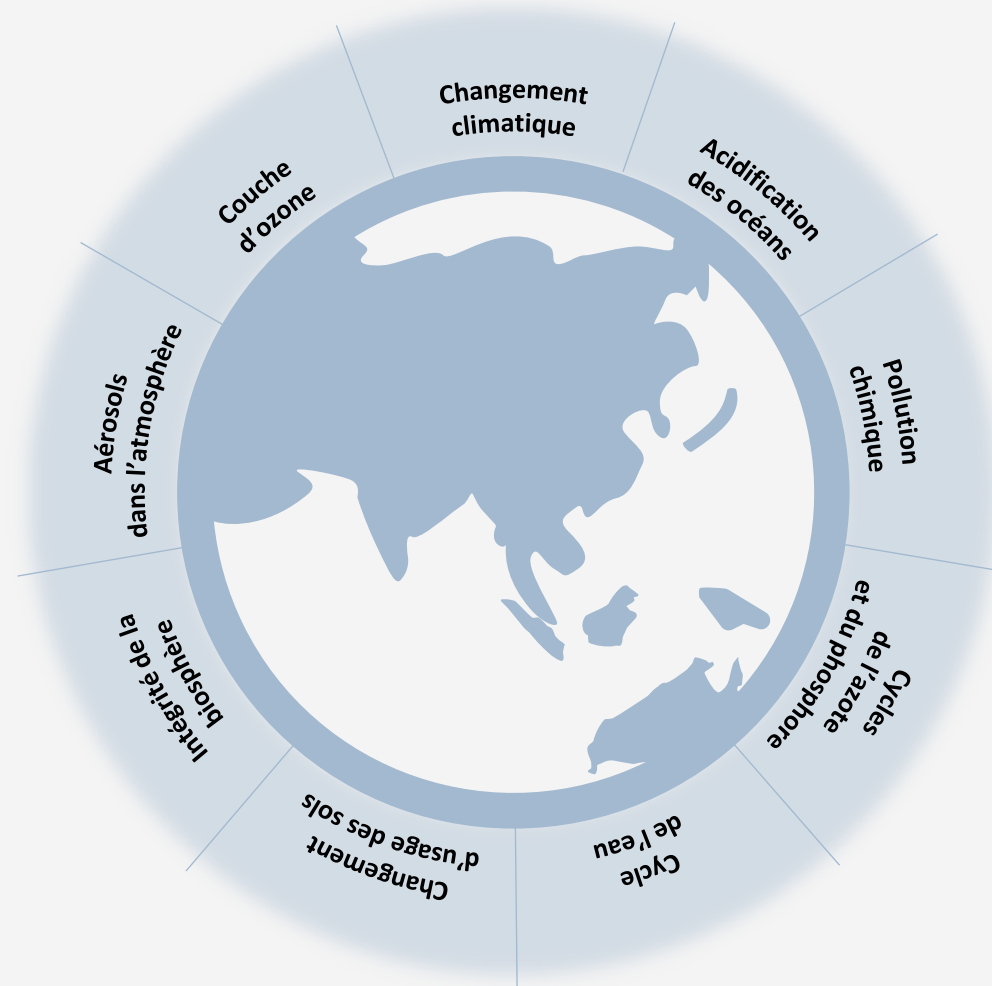 Changement
climatique
Acidification
des océans
Pollution
chimique
Cycles
de l’azote
et du phosphore
Cycle
de l’eau
Changement
d’usage des sols
Intégrité de la
biosphère
Aérosols
dans l’atmosphère
Couche
d’ozone